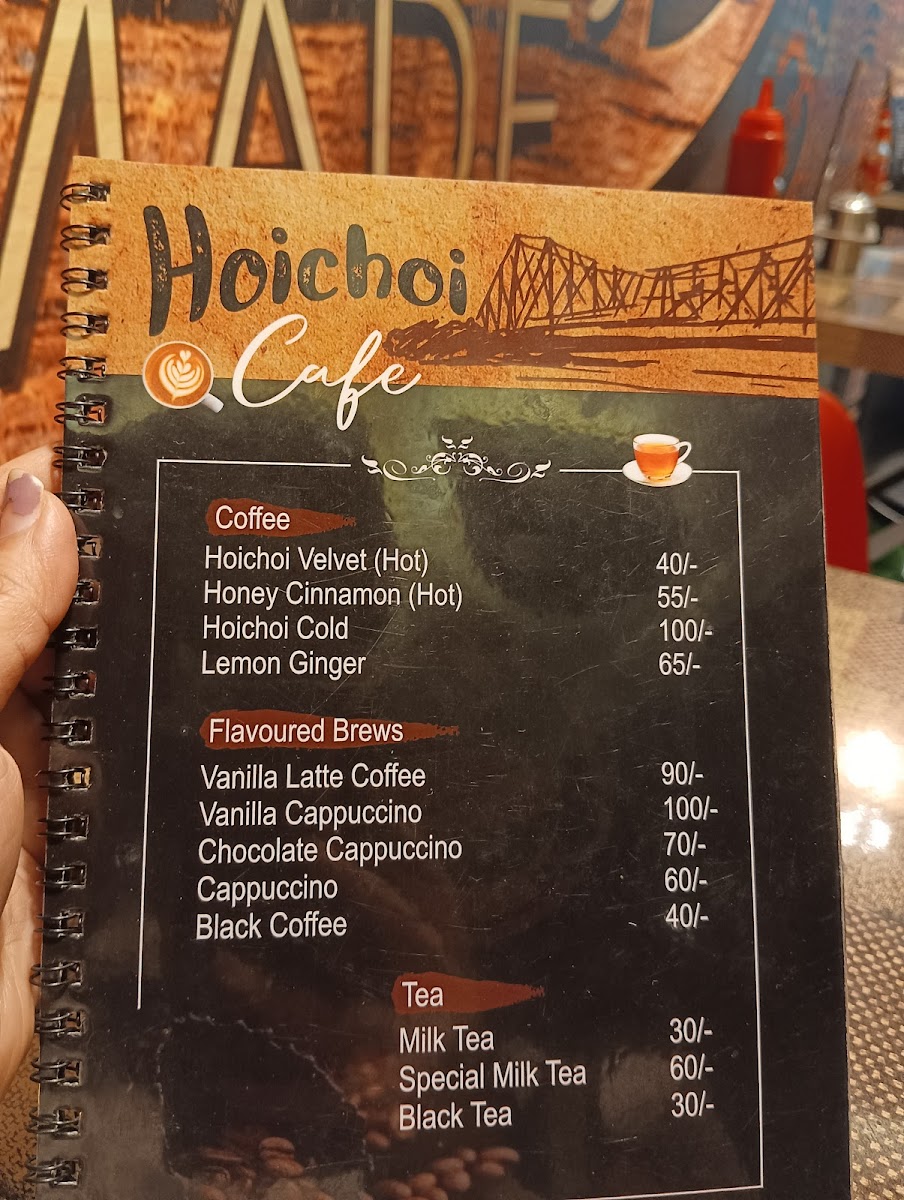 MADE
Hoichoi
Cafe
Coffee
Hoichoi Velvet (Hot) 40/-
Honey Cinnamon (Hot) 55/-
Hoichoi Cold 100/-
Lemon Ginger 65/-
Flavoured Brews
Vanilla Latte Coffee 90/-
Vanilla Cappuccino 100/-
Chocolate Cappuccino 70/-
Cappuccino 60/-
Black Coffee 40/-
Tea
Milk Tea 30/-
Special Milk Tea 60/-
Black Tea 30/-